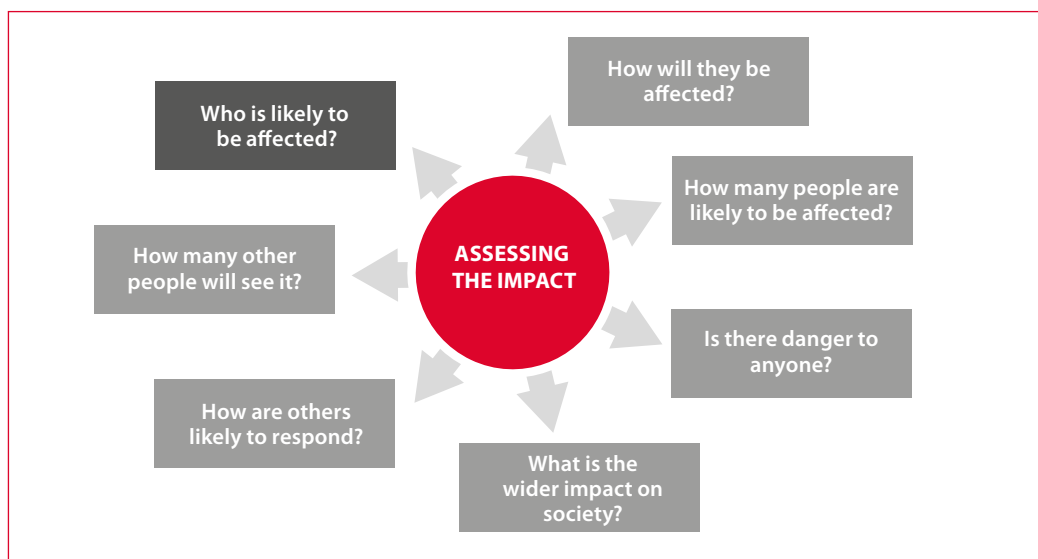 ASSESSING
THE IMPACT
Who is likely to
be affected?
How will they be
affected?
How many people are
likely to be affected?
Is there danger to
anyone?
What is the
wider impact on
society?
How are others
likely to respond?
How many other
people will see it?